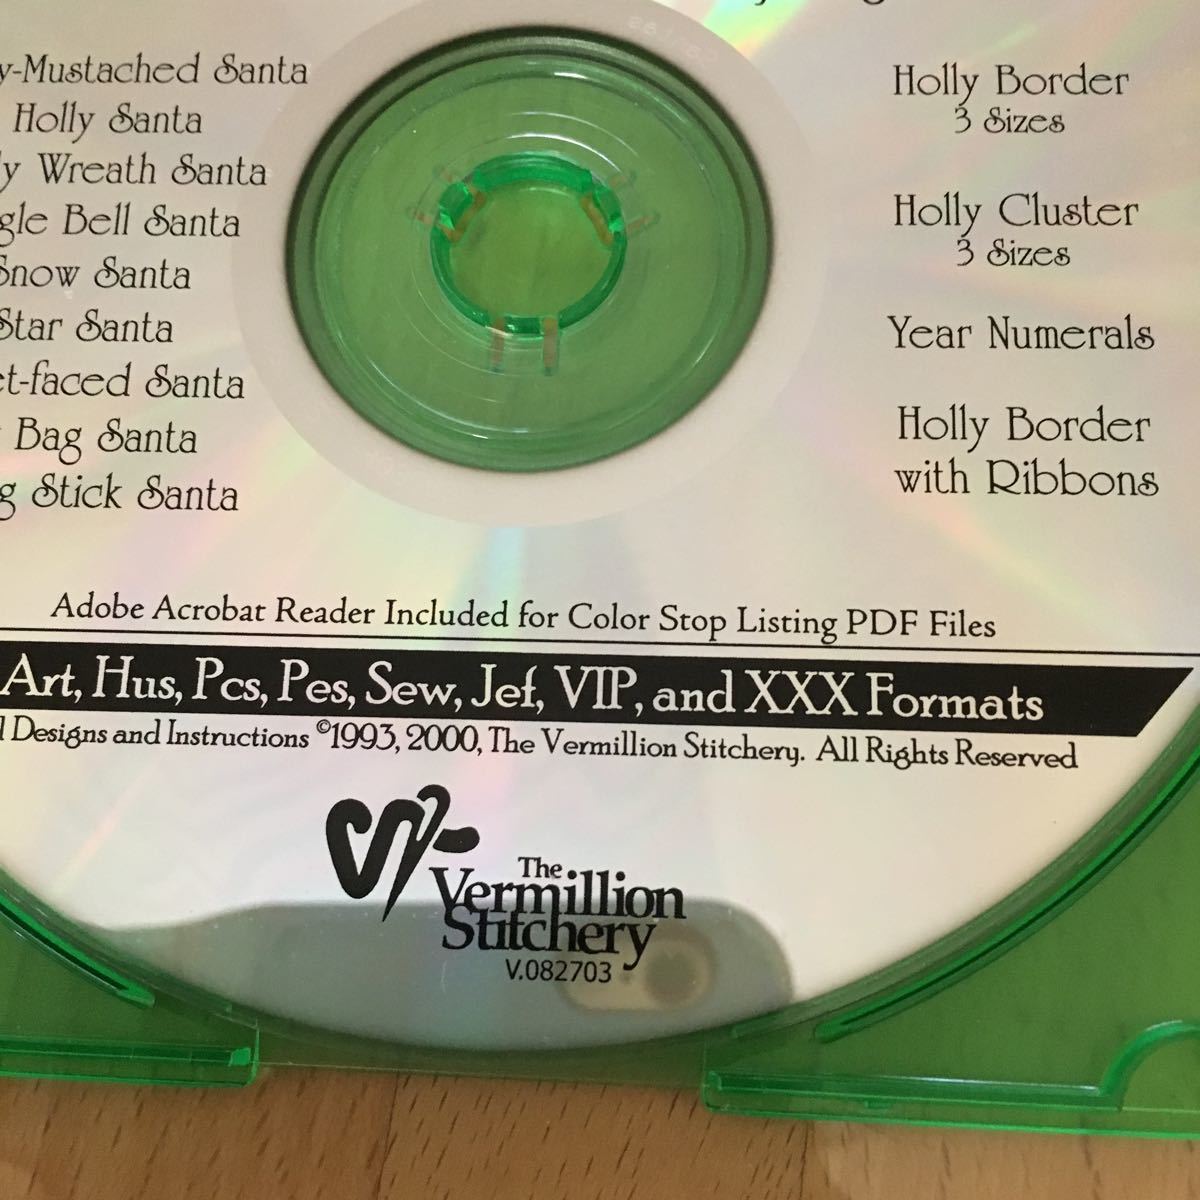 Santa
Holly Santa
Wreath Santa
Bell Santa
Snow Santa
Star Santa
-faced Santa
Bag Santa
Stick Santa
Holly Border
3 Sizes
Holly Cluster
3 Sizes
Year Numerals
Holly Border
with Ribbons
Adobe Acrobat Reader Included for Color Stop Listing PDF Files
Art, Hus, Pcs, Pes, Sew, Jef, VIP, and XXX Formats
Designs and Instructions ©1993, 2000, The Vermillion Stitchery. All Rights Reserved
The
Vermillion
Stitchery
V.082703